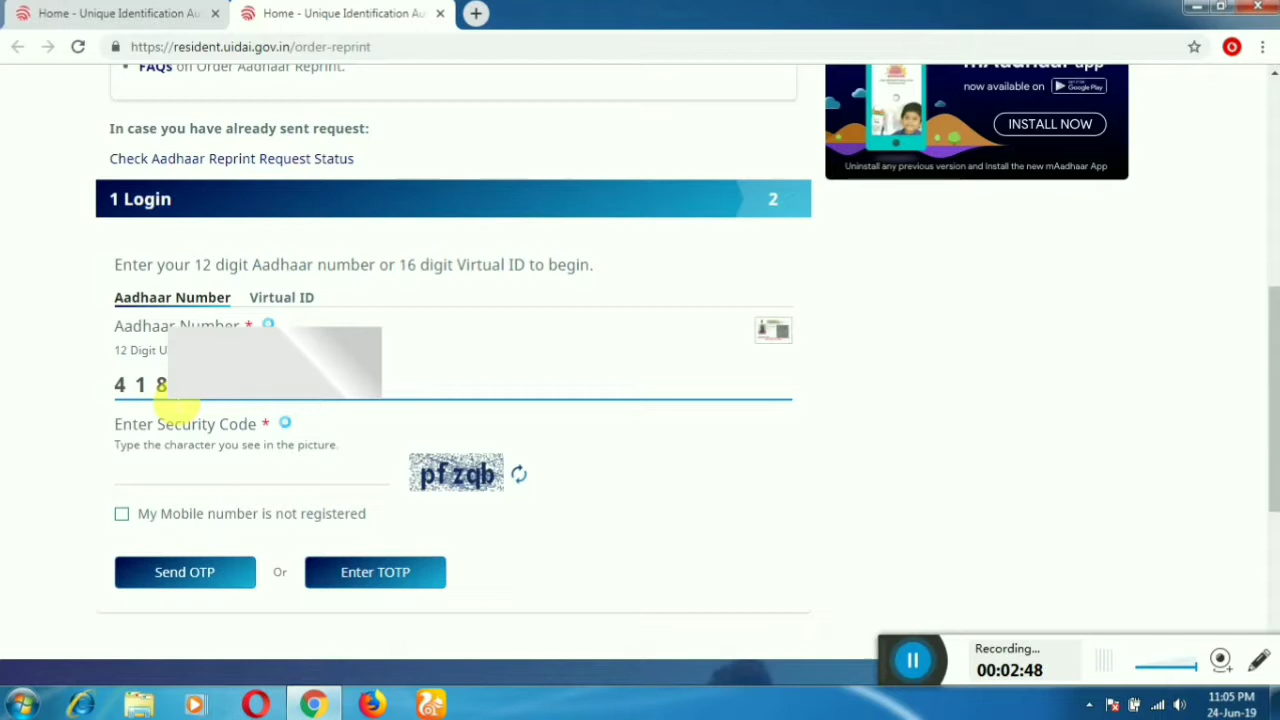 Home - Unique Identification Au
Home - Unique Identification Au
https://resident.uidai.gov.in/order-reprint
FAQs on Order Aadhaar Reprint.
mAadhaar app
now available on
Google Play
INSTALL NOW
Uninstall any previous version and Install the new mAadhaar App
In case you have already sent request:
Check Aadhaar Reprint Request Status
1 Login
2
Enter your 12 digit Aadhaar number or 16 digit Virtual ID to begin.
Aadhaar Number Virtual ID
Aadhaar Number *
12 Digit U
4 1 8
Enter Security Code *
Type the character you see in the picture.
pfzqb
My Mobile number is not registered
Send OTP Or Enter TOTP
Recording...
00:02:48
11:05 PM
24-Jun-19